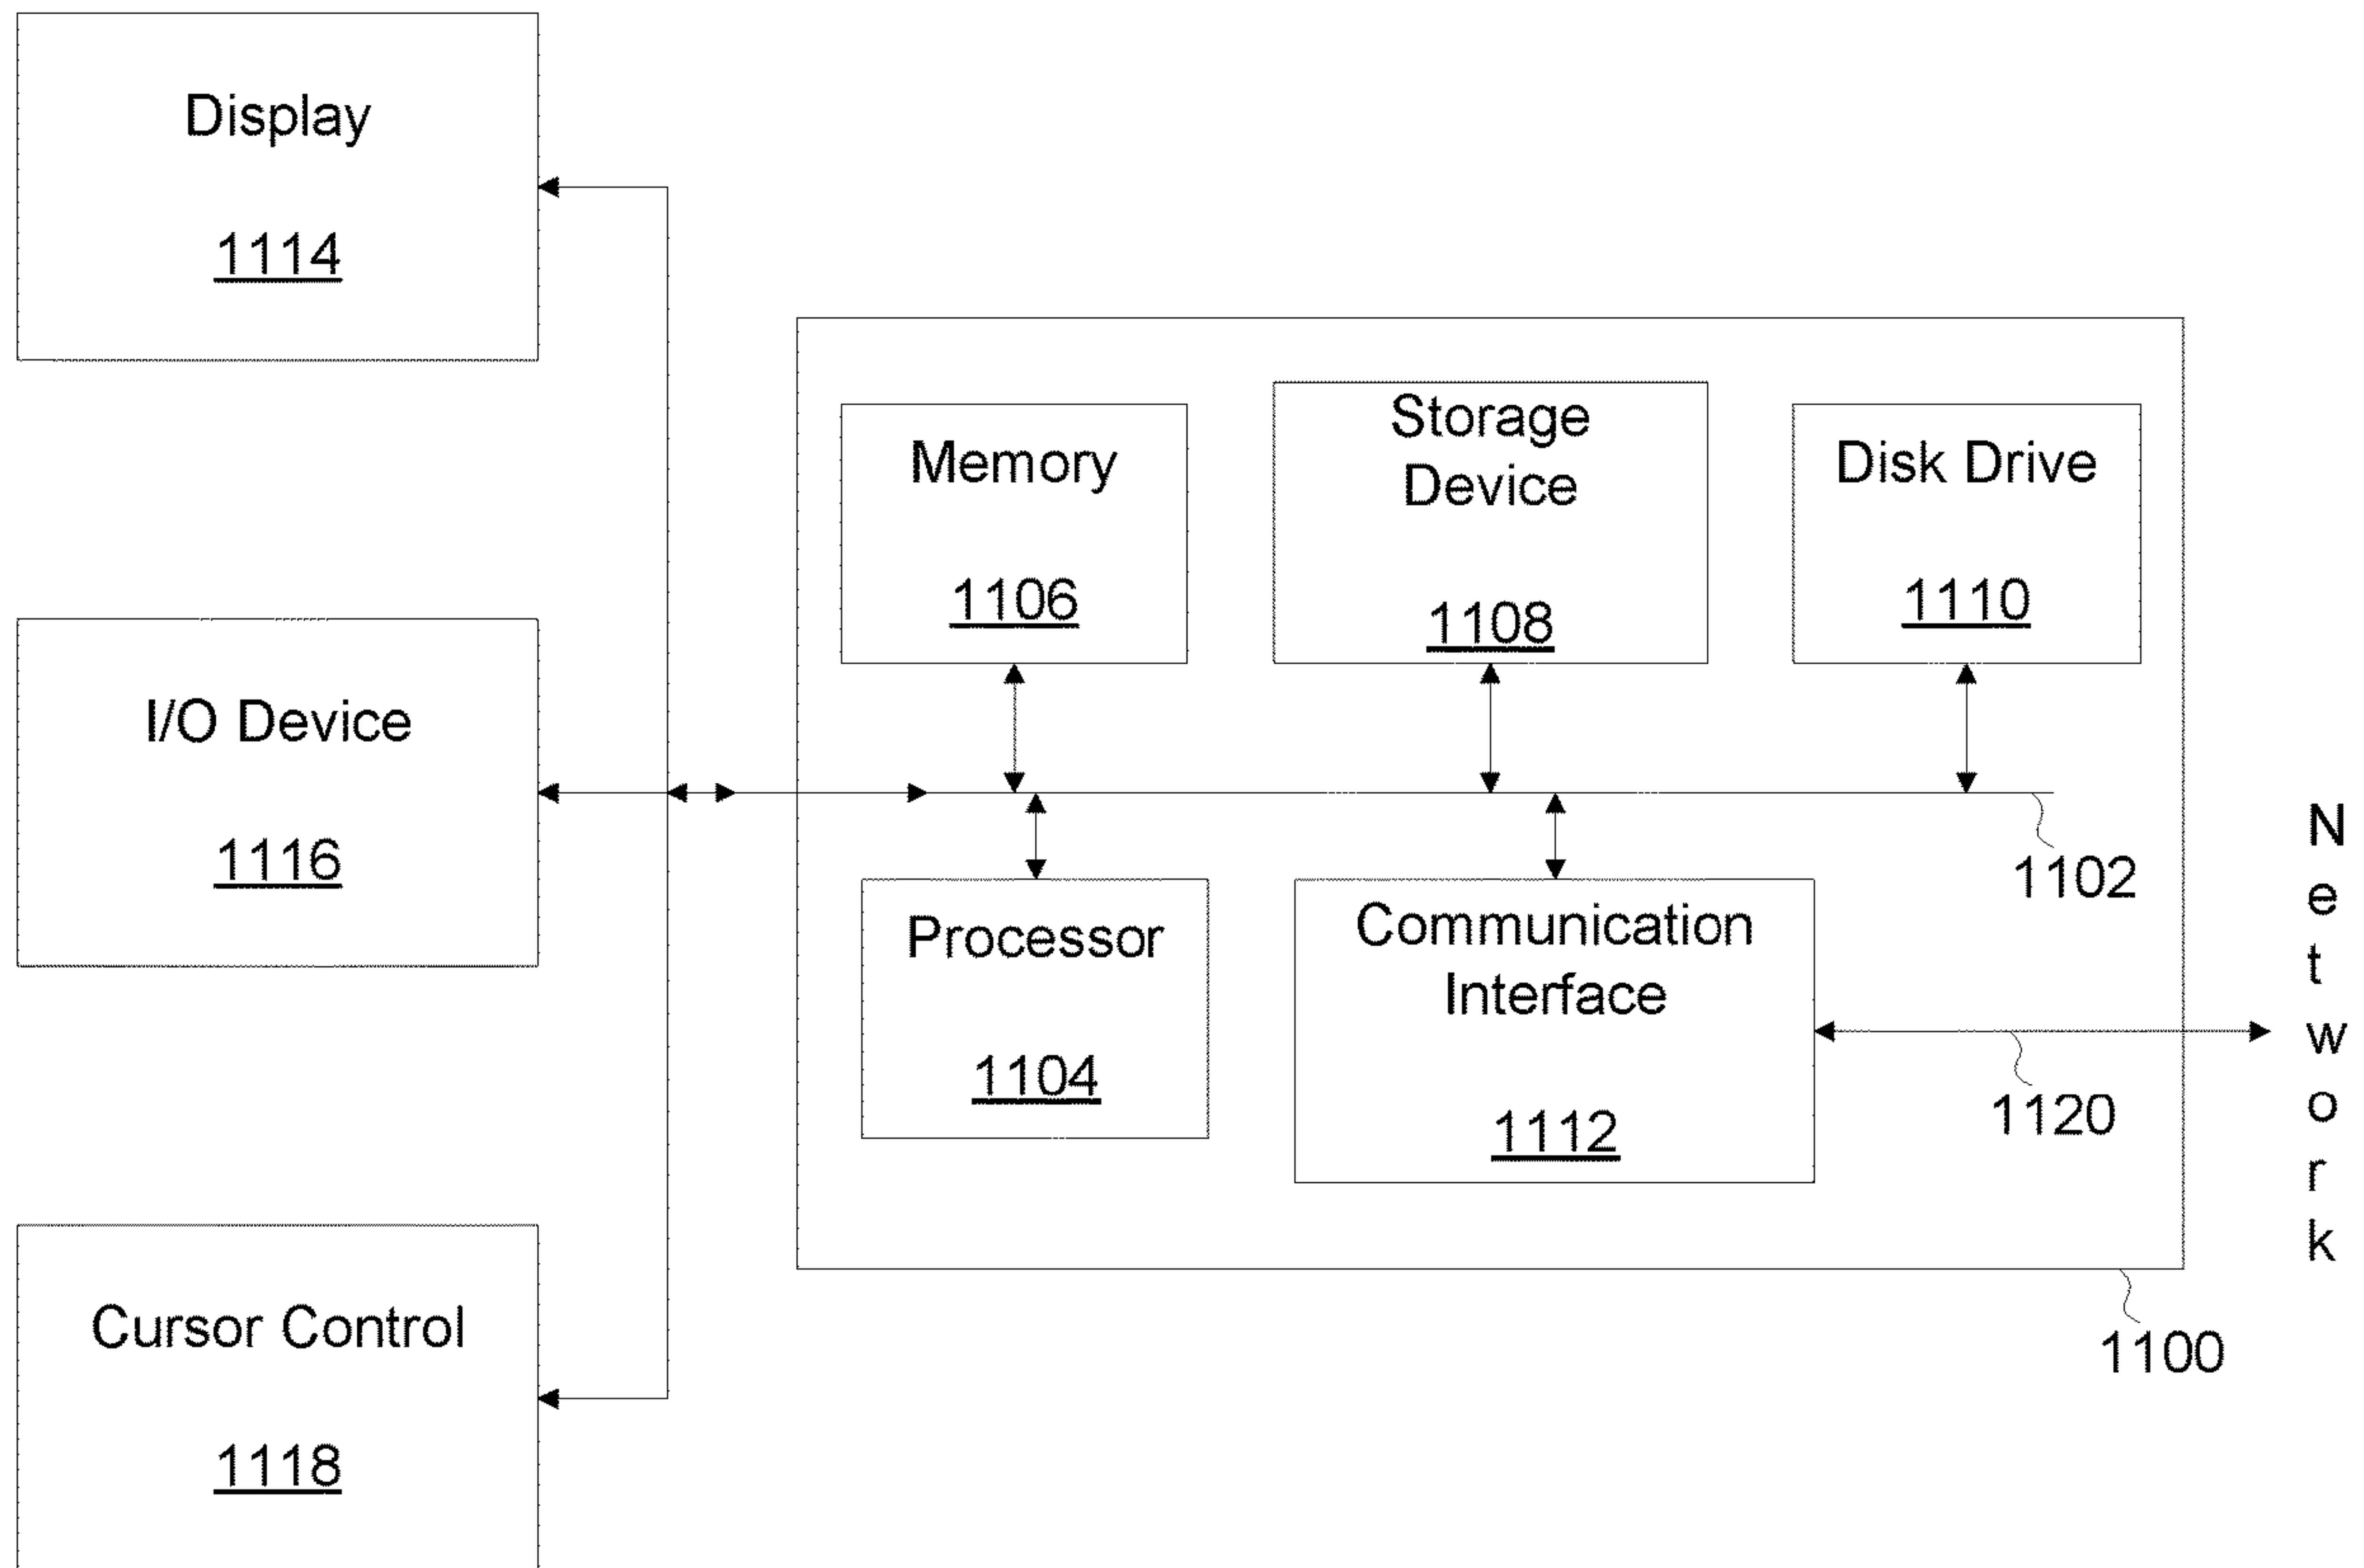 Display
1114
I/O Device
1116
Cursor Control
1118
Memory
1106
Storage
Device
1108
Disk Drive
1110
1102
Processor
1104
Communication
Interface
1112
1120
1100
Network